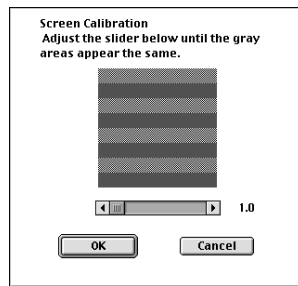 Screen Calibration
Adjust the slider below until the gray
areas appear the same.
1.0
OK
Cancel